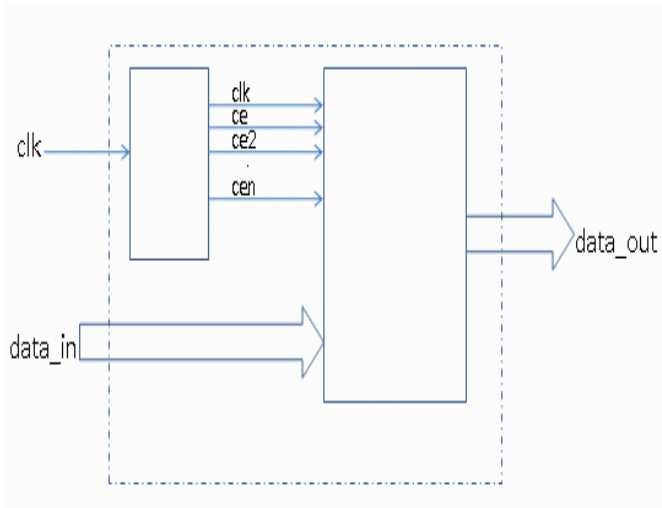 clk
ce
ce2
.
cen
clk
data_out
data_in